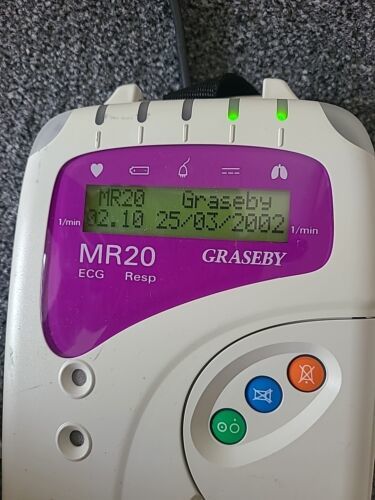 MR20 Graseby
1/min 02.10 25/03/2002 1/min
MR20 GRASEBY
ECG Resp